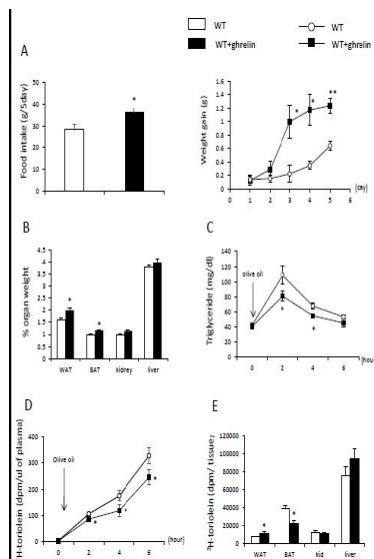 WT WT
WT+ghrelin WT+ghrelin
A
Food intake (g/5day)
50
40
30
20
10
0
*
Weight gain (g)
1.6
1.4
1.2
1
0.8
0.6
0.4
0.2
0
* * **
0 1 2 3 4 5 6 (day)
B
% organ weight
4.5
4
3.5
3
2.5
2
1.5
1
0.5
0
* *
WAT BAT kidney liver
C
Triglyceride (mg/dl)
140
120
100
80
60
40
20
0
olive oil
* *
0 2 4 6 (hou
D
H-toriolein (dpm/ul of plasma)
400
300
200
100
0
Olive oil
* * *
0 2 4 6 (hour)
E
³H-toriolein (dpm/ tissue)
120000
100000
80000
60000
40000
20000
0
* *
WAT BAT kid liver